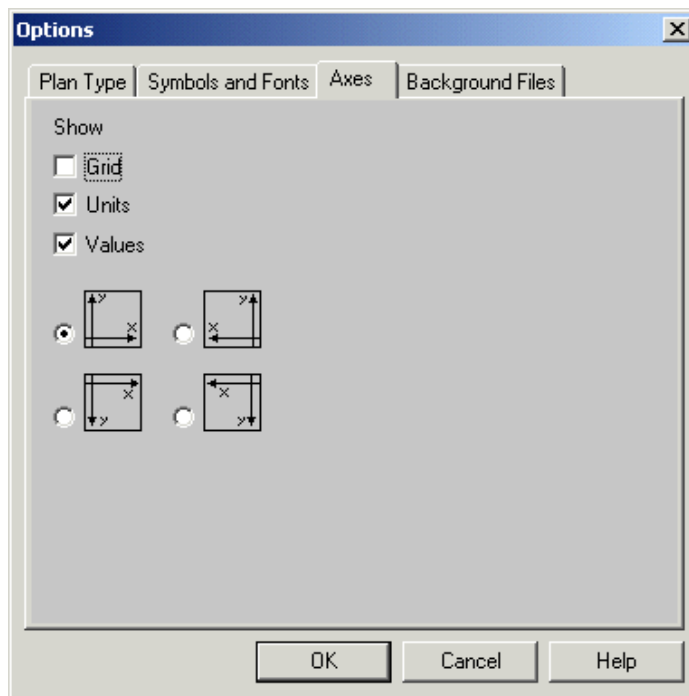 Options
Plan Type Symbols and Fonts Axes Background Files
Show
Grid
Units
Values
y x y x
x y x y
OK Cancel Help